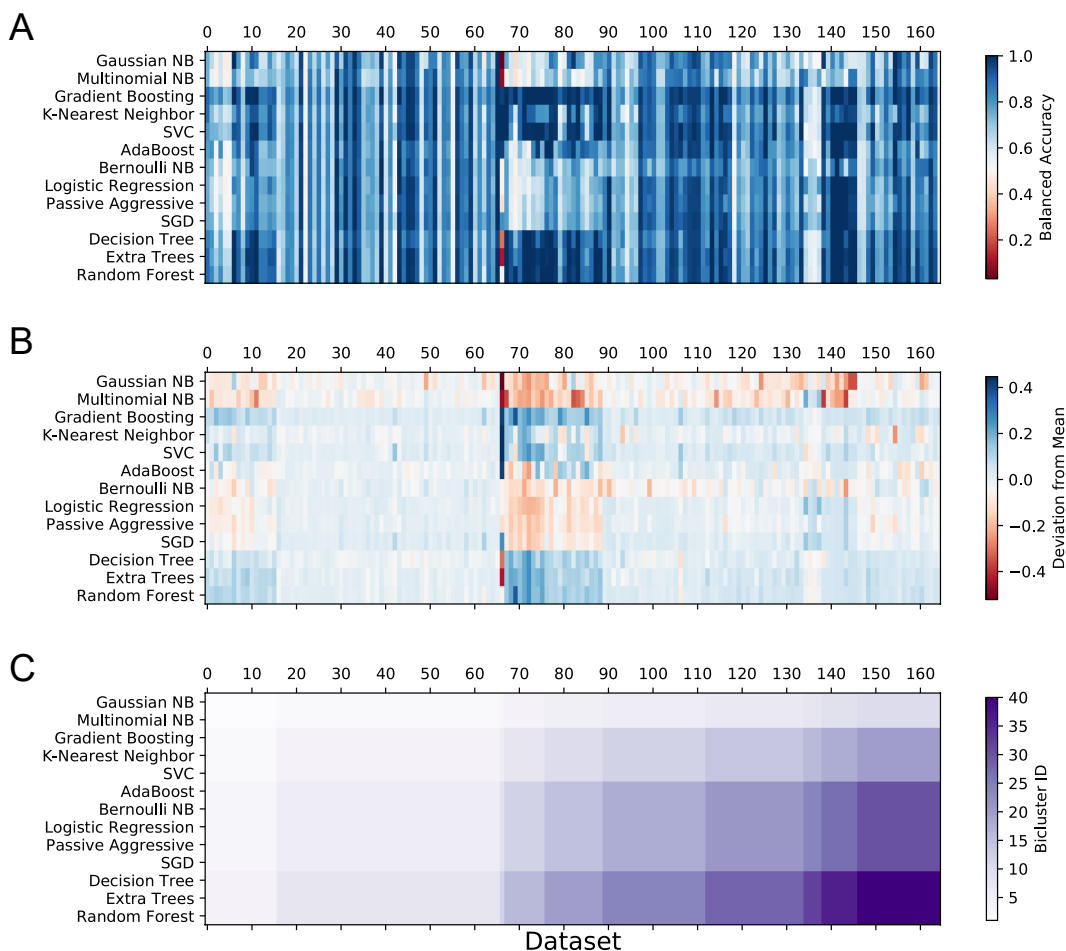 A
0 10 20 30 40 50 60 70 80 90 100 110 120 130 140 150 160
Gaussian NB
Multinomial NB
Gradient Boosting
K-Nearest Neighbor
SVC
AdaBoost
Bernoulli NB
Logistic Regression
Passive Aggressive
SGD
Decision Tree
Extra Trees
Random Forest
1.0
0.8
0.6
0.4
0.2
Balanced Accuracy
B
0 10 20 30 40 50 60 70 80 90 100 110 120 130 140 150 160
Gaussian NB
Multinomial NB
Gradient Boosting
K-Nearest Neighbor
SVC
AdaBoost
Bernoulli NB
Logistic Regression
Passive Aggressive
SGD
Decision Tree
Extra Trees
Random Forest
0.4
0.2
0.0
−0.2
−0.4
Deviation from Mean
C
0 10 20 30 40 50 60 70 80 90 100 110 120 130 140 150 160
Gaussian NB
Multinomial NB
Gradient Boosting
K-Nearest Neighbor
SVC
AdaBoost
Bernoulli NB
Logistic Regression
Passive Aggressive
SGD
Decision Tree
Extra Trees
Random Forest
40
35
30
25
20
15
10
5
Bicluster ID
Dataset